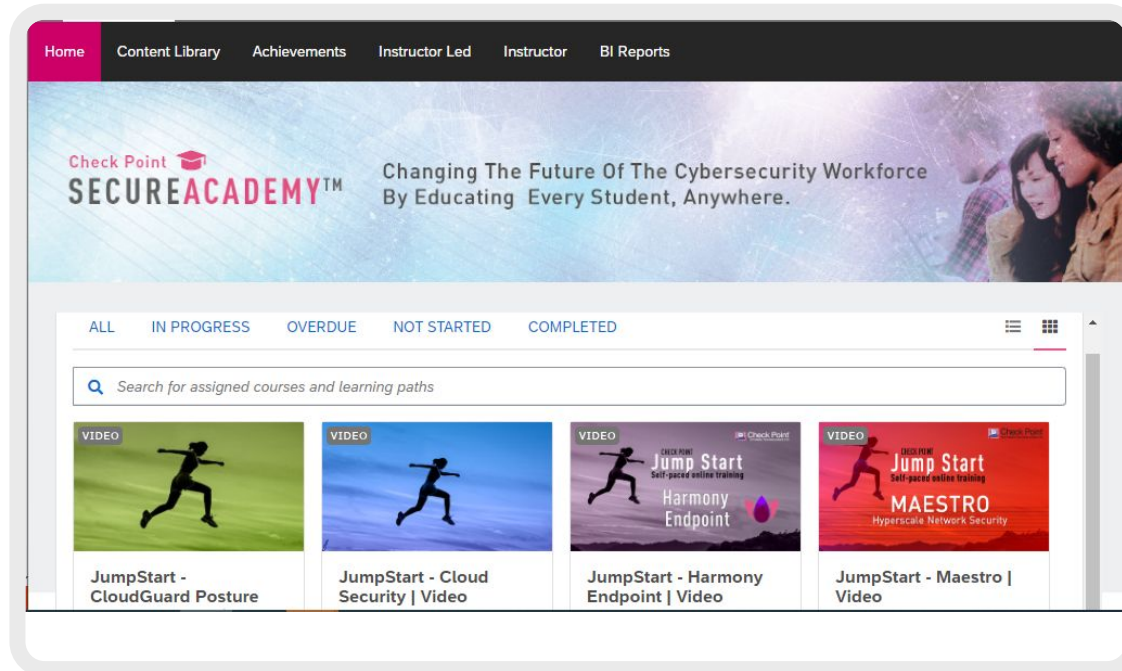 Home Content Library Achievements Instructor Led Instructor BI Reports
Check Point
SECUREACADEMY™
Changing The Future Of The Cybersecurity Workforce
By Educating Every Student, Anywhere.
ALL IN PROGRESS OVERDUE NOT STARTED COMPLETED
Search for assigned courses and learning paths
VIDEO
JumpStart -
CloudGuard Posture
VIDEO
JumpStart - Cloud
Security | Video
VIDEO
Check Point
CHECK POINT
Jump Start
Self-paced online training
Harmony
Endpoint
JumpStart - Harmony
Endpoint | Video
VIDEO
Check Point
CHECK POINT
Jump Start
Self-paced online training
MAESTRO
Hyperscale Network Security
JumpStart - Maestro |
Video